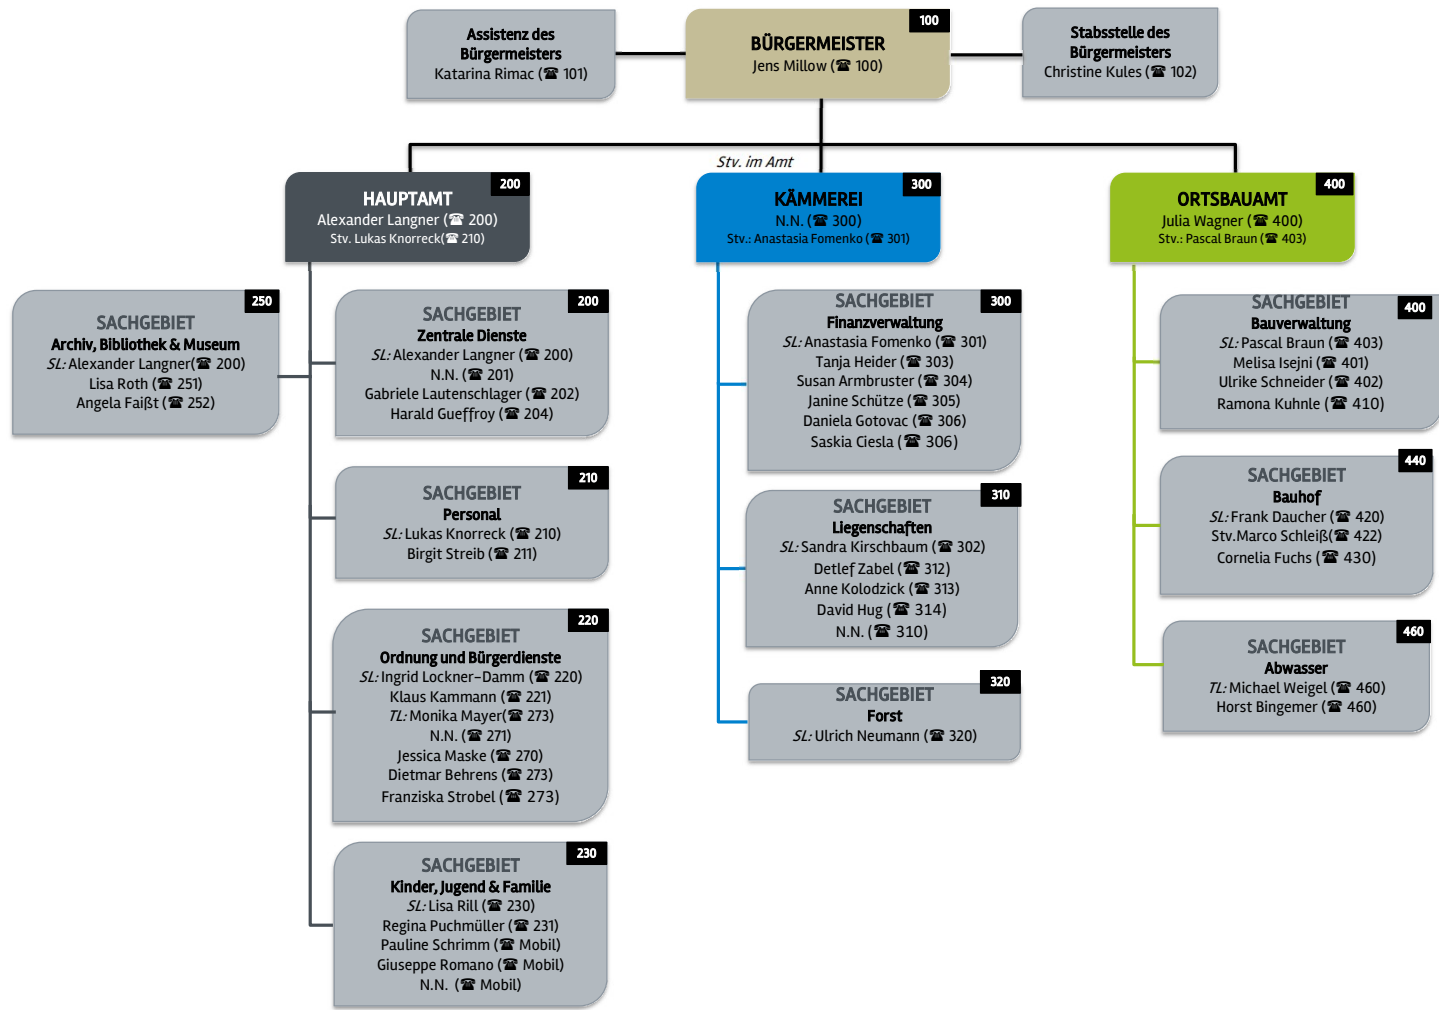 Assistenz des
Bürgermeisters
Katarina Rimac (☎ 101)
100
BÜRGERMEISTER
Jens Millow (☎ 100)
Stabsstelle des
Bürgermeisters
Christine Kules (☎ 102)
Stv. im Amt
200
HAUPTAMT
Alexander Langner (☎ 200)
Stv. Lukas Knorreck(☎ 210)
300
KÄMMEREI
N.N. (☎ 300)
Stv.: Anastasia Fomenko (☎ 301)
400
ORTSBAUAMT
Julia Wagner (☎ 400)
Stv.: Pascal Braun (☎ 403)
250
SACHGEBIET
Archiv, Bibliothek & Museum
SL: Alexander Langner(☎ 200)
Lisa Roth (☎ 251)
Angela Faißt (☎ 252)
200
SACHGEBIET
Zentrale Dienste
SL: Alexander Langner (☎ 200)
N.N. (☎ 201)
Gabriele Lautenschlager (☎ 202)
Harald Gueffroy (☎ 204)
210
SACHGEBIET
Personal
SL: Lukas Knorreck (☎ 210)
Birgit Streib (☎ 211)
220
SACHGEBIET
Ordnung und Bürgerdienste
SL: Ingrid Lockner-Damm (☎ 220)
Klaus Kammann (☎ 221)
TL: Monika Mayer(☎ 273)
N.N. (☎ 271)
Jessica Maske (☎ 270)
Dietmar Behrens (☎ 273)
Franziska Strobel (☎ 273)
230
SACHGEBIET
Kinder, Jugend & Familie
SL: Lisa Rill (☎ 230)
Regina Puchmüller (☎ 231)
Pauline Schrimm (☎ Mobil)
Giuseppe Romano (☎ Mobil)
N.N. (☎ Mobil)
300
SACHGEBIET
Finanzverwaltung
SL: Anastasia Fomenko (☎ 301)
Tanja Heider (☎ 303)
Susan Armbruster (☎ 304)
Janine Schütze (☎ 305)
Daniela Gotovac (☎ 306)
Saskia Ciesla (☎ 306)
310
SACHGEBIET
Liegenschaften
SL: Sandra Kirschbaum (☎ 302)
Detlef Zabel (☎ 312)
Anne Kolodzick (☎ 313)
David Hug (☎ 314)
N.N. (☎ 310)
320
SACHGEBIET
Forst
SL: Ulrich Neumann (☎ 320)
400
SACHGEBIET
Bauverwaltung
SL: Pascal Braun (☎ 403)
Melisa Isejni (☎ 401)
Ulrike Schneider (☎ 402)
Ramona Kuhnle (☎ 410)
440
SACHGEBIET
Bauhof
SL: Frank Daucher (☎ 420)
Stv.Marco Schleiß(☎ 422)
Cornelia Fuchs (☎ 430)
460
SACHGEBIET
Abwasser
TL: Michael Weigel (☎ 460)
Horst Bingemer (☎ 460)